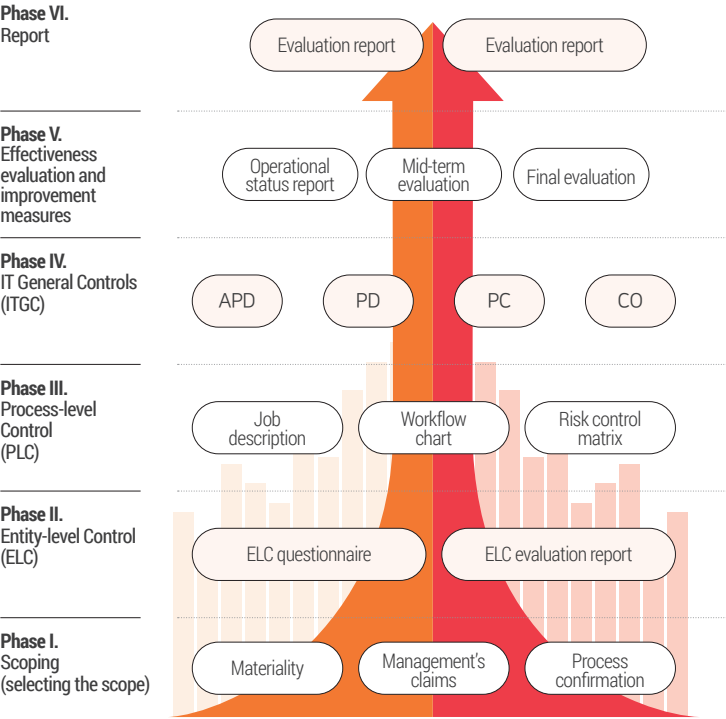 Phase VI.
Report
Evaluation report
Evaluation report
Phase V.
Effectiveness
evaluation and
improvement
measures
Operational
status report
Mid-term
evaluation
Final evaluation
Phase IV.
IT General Controls
(ITGC)
APD
PD
PC
CO
Phase III.
Process-level
Control
(PLC)
Job
description
Workflow
chart
Risk control
matrix
Phase II.
Entity-level Control
(ELC)
ELC questionnaire
ELC evaluation report
Phase I.
Scoping
(selecting the scope)
Materiality
Management's
claims
Process
confirmation